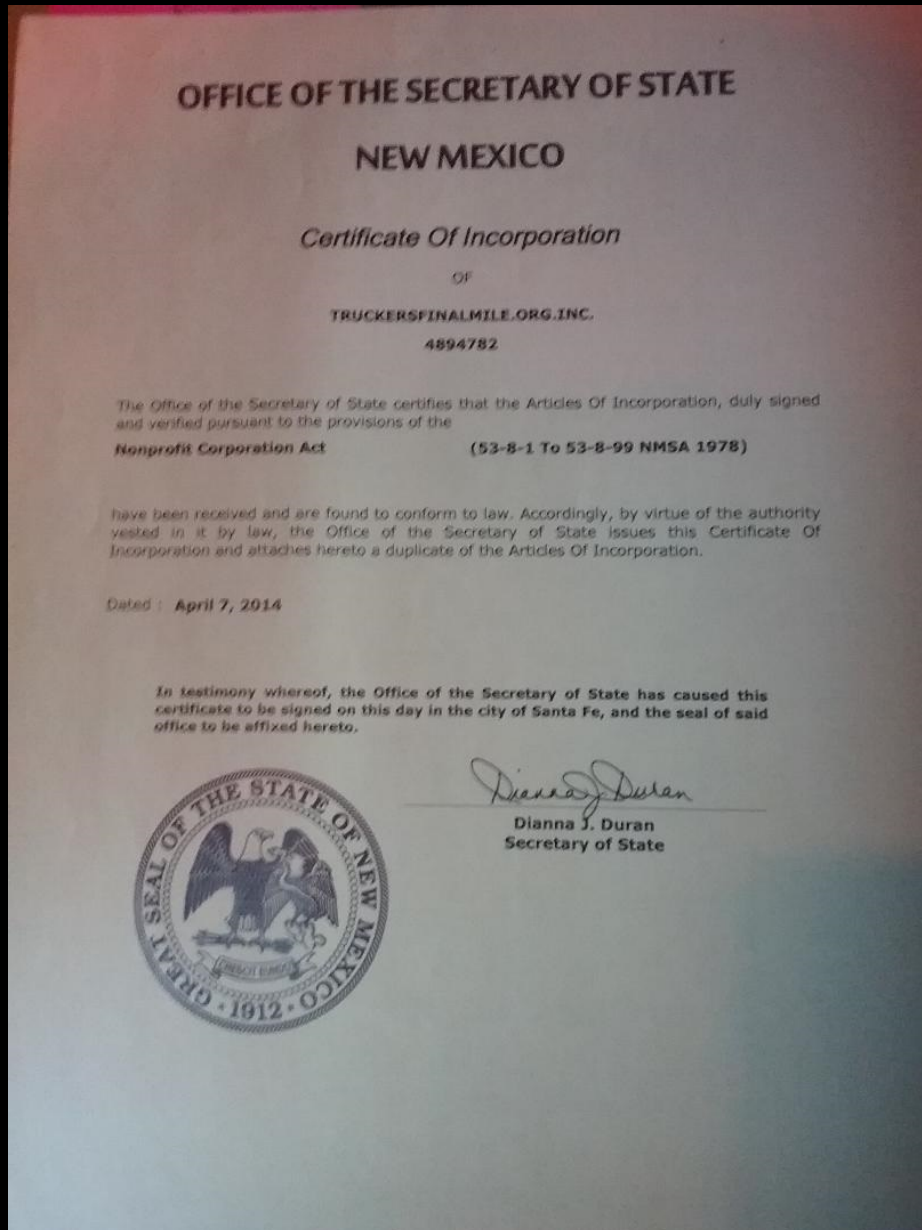 OFFICE OF THE SECRETARY OF STATE
NEW MEXICO
Certificate Of Incorporation
OF
TRUCKERSFINALMILE.ORG.INC.
4894782
The Office of the Secretary of State certifies that the Articles Of Incorporation, duly signed
and verified pursuant to the provisions of the
Nonprofit Corporation Act (53-8-1 To 53-8-99 NMSA 1978)
have been received and are found to conform to law. Accordingly, by virtue of the authority
vested in it by law, the Office of the Secretary of State issues this Certificate Of
Incorporation and attaches hereto a duplicate of the Articles Of Incorporation.
Dated : April 7, 2014
In testimony whereof, the Office of the Secretary of State has caused this
certificate to be signed on this day in the city of Santa Fe, and the seal of said
office to be affixed hereto.
Dianna J. Duran
Dianna J. Duran
Secretary of State
GREAT SEAL OF THE STATE OF NEW MEXICO
1912